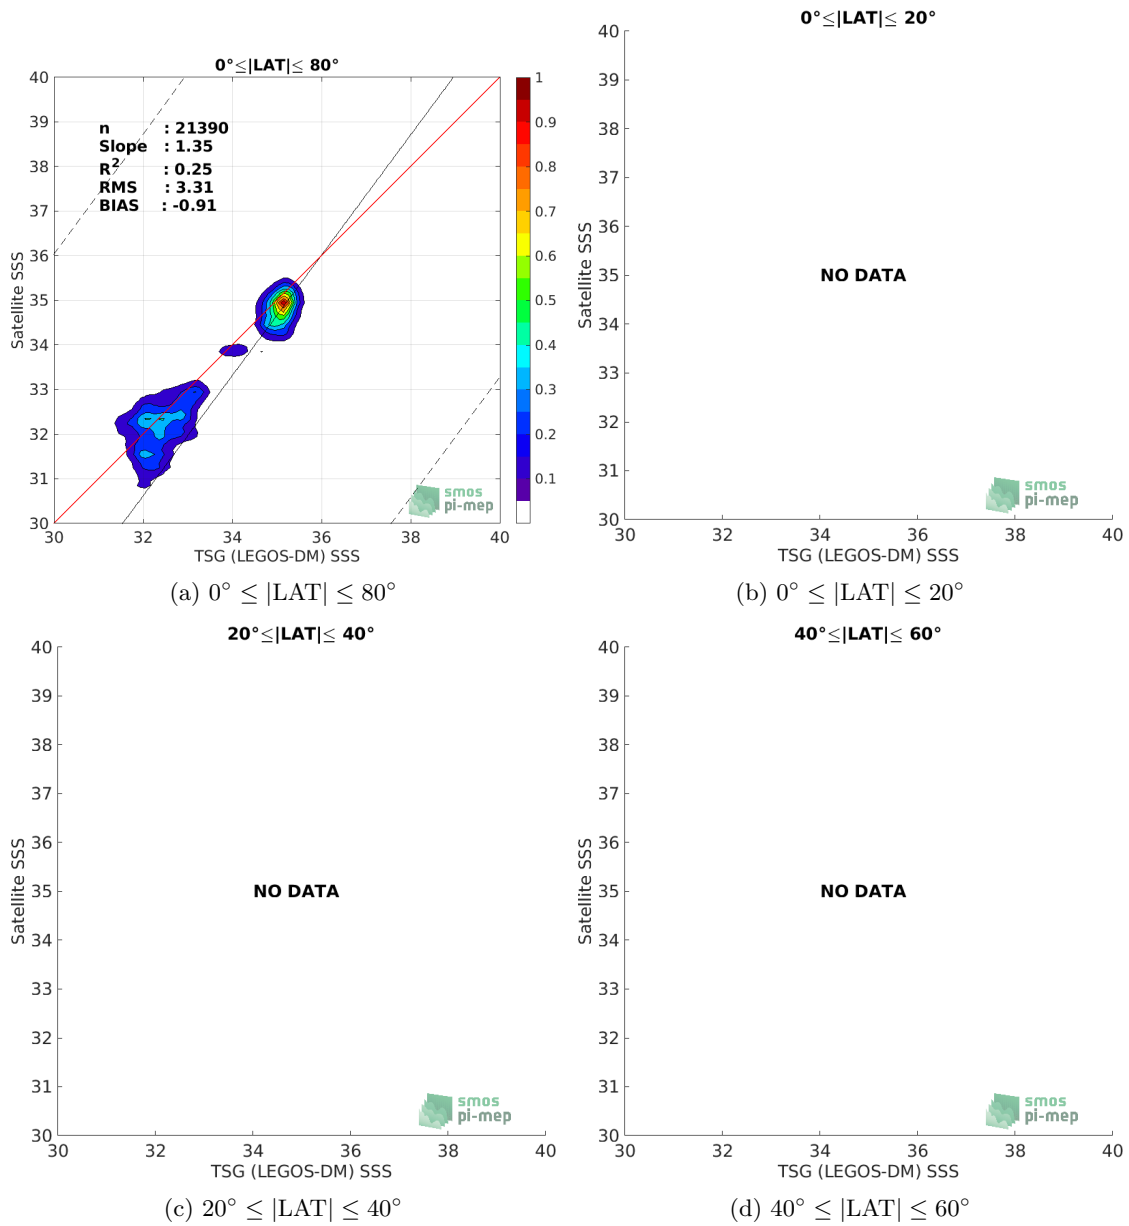 0°≤|LAT|≤ 80°
40
39
38
37
36
35
34
33
32
31
30
Satellite SSS
n : 21390
Slope : 1.35
R2 : 0.25
RMS : 3.31
BIAS : -0.91
1
0.9
0.8
0.7
0.6
0.5
0.4
0.3
0.2
0.1
smos
pi-mep
30 32 34 36 38 40
TSG (LEGOS-DM) SSS
(a) 0° ≤ |LAT| ≤ 80°
0°≤|LAT|≤ 20°
40
39
38
37
36
35
34
33
32
31
30
Satellite SSS
NO DATA
smos
pi-mep
30 32 34 36 38 40
TSG (LEGOS-DM) SSS
(b) 0° ≤ |LAT| ≤ 20°
20°≤|LAT|≤ 40°
40
39
38
37
36
35
34
33
32
31
30
Satellite SSS
NO DATA
smos
pi-mep
30 32 34 36 38 40
TSG (LEGOS-DM) SSS
(c) 20° ≤ |LAT| ≤ 40°
40°≤|LAT|≤ 60°
40
39
38
37
36
35
34
33
32
31
30
Satellite SSS
NO DATA
smos
pi-mep
30 32 34 36 38 40
TSG (LEGOS-DM) SSS
(d) 40° ≤ |LAT| ≤ 60°